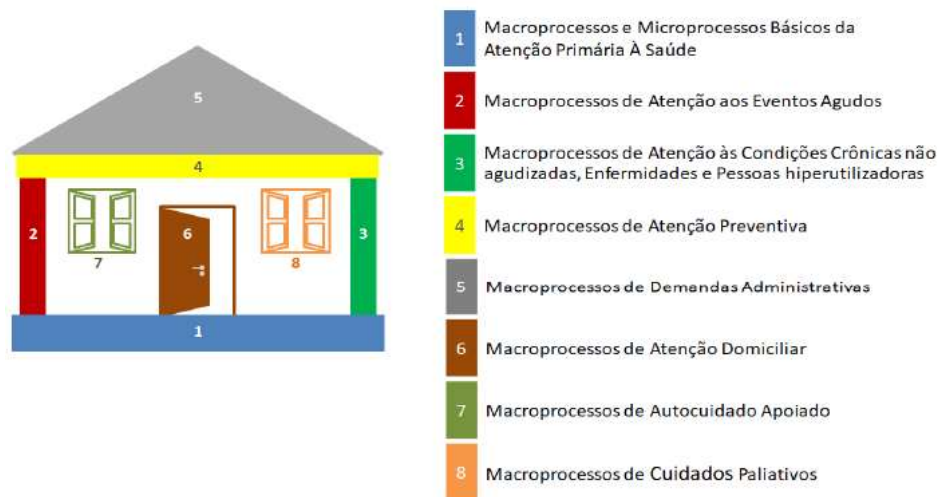 5
4
2
6
3
7
8
1
1 Macroprocessos e Microprocessos Básicos da
Atenção Primária À Saúde
2 Macroprocessos de Atenção aos Eventos Agudos
3 Macroprocessos de Atenção às Condições Crônicas não
agudizadas, Enfermidades e Pessoas hiperutilizadoras
4 Macroprocessos de Atenção Preventiva
5 Macroprocessos de Demandas Administrativas
6 Macroprocessos de Atenção Domiciliar
7 Macroprocessos de Autocuidado Apoiado
8 Macroprocessos de Cuidados Paliativos